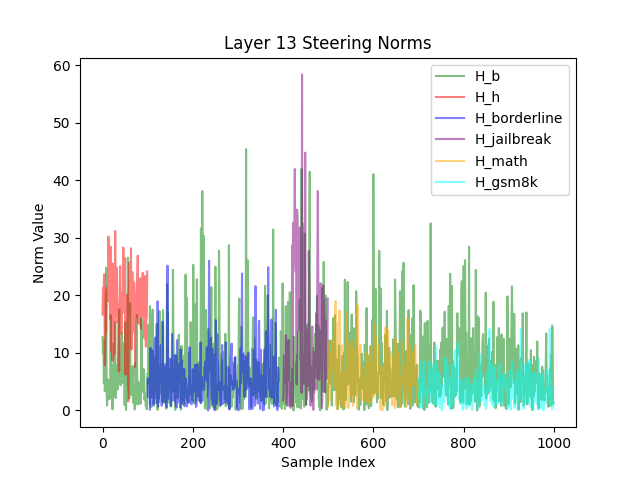 Layer 13 Steering Norms
60
50
40
30
20
10
0
Norm Value
H_b
H_h
H_borderline
H_jailbreak
H_math
H_gsm8k
0 200 400 600 800 1000
Sample Index